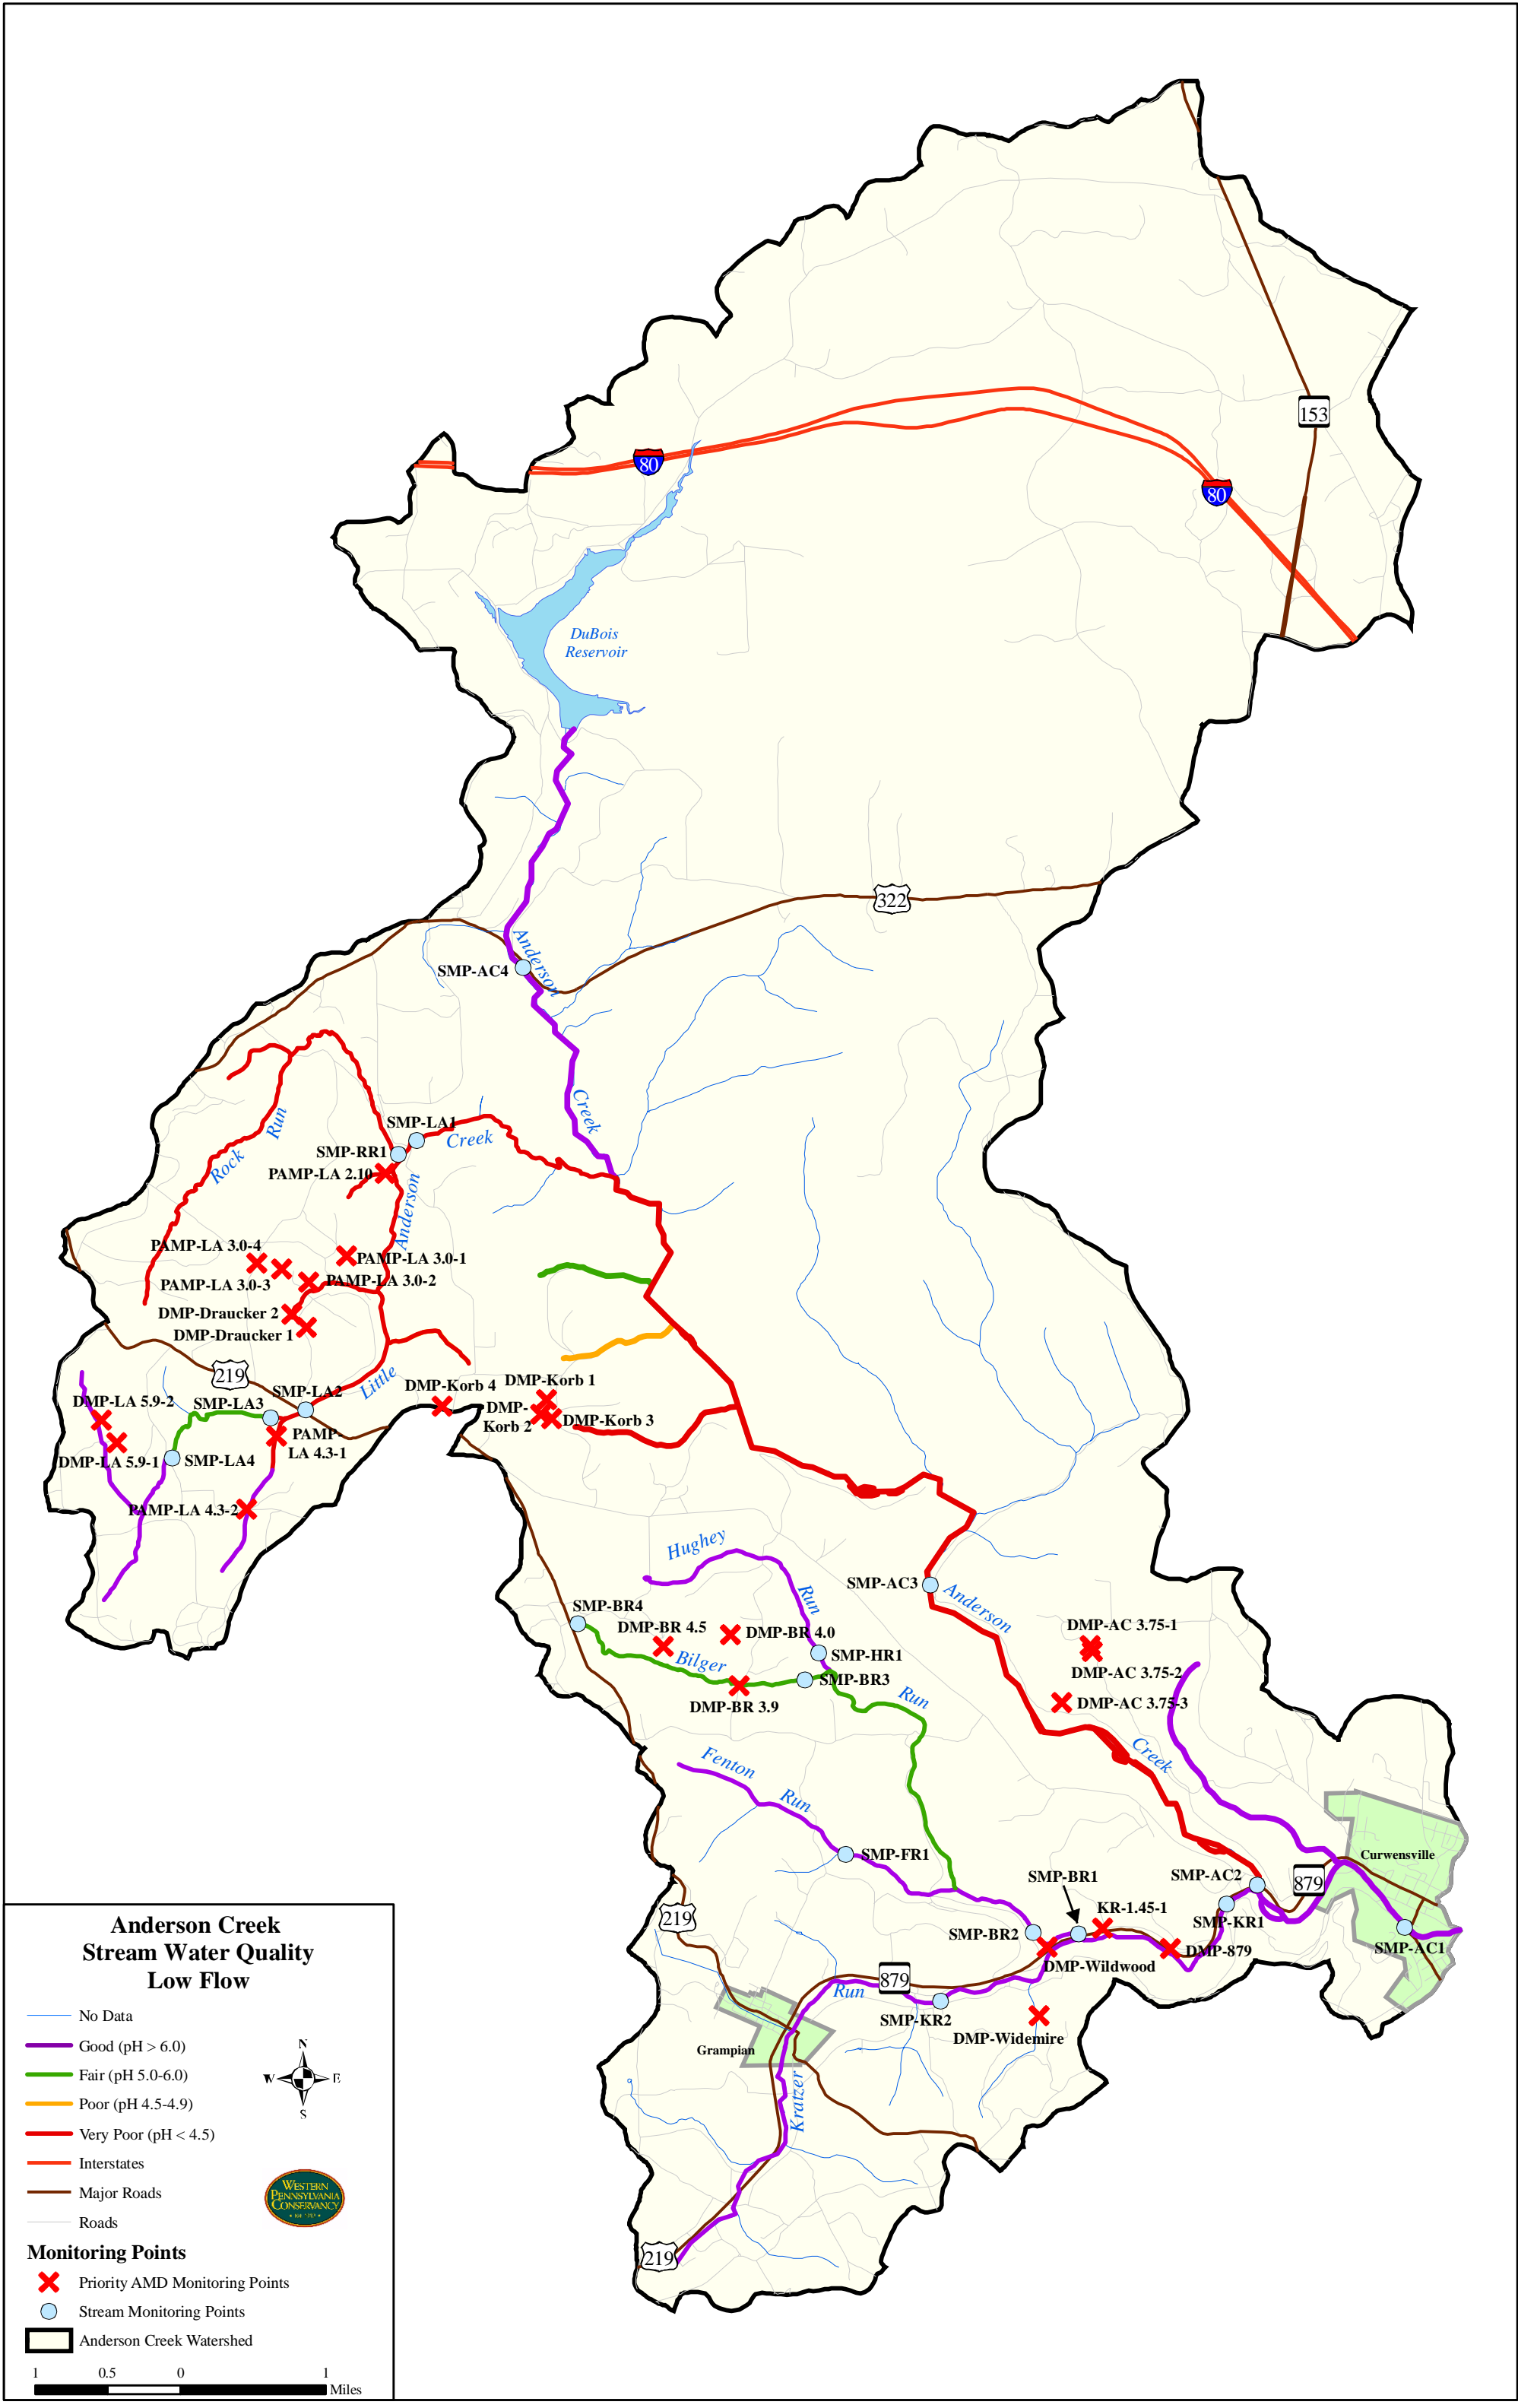 153
80
80
DuBois
Reservoir
322
Anderson
SMP-AC4
Creek
SMP-LA1
Creek
SMP-RR1
Run
Rock
PAMP-LA 2.10
Anderson
PAMP-LA 3.0-4
PAMP-LA 3.0-1
PAMP-LA 3.0-3
PAMP-LA 3.0-2
DMP-Draucker 2
DMP-Draucker 1
219
Little
SMP-LA2
DMP-LA 5.9-2
SMP-LA3
DMP-Korb 4
DMP-Korb 1
DMP-
Korb 2
DMP-Korb 3
PAMP-
LA 4.3-1
DMP-LA 5.9-1
SMP-LA4
PAMP-LA 4.3-2
Hughey
Run
SMP-AC3
Anderson
SMP-BR4
DMP-BR 4.5
DMP-BR 4.0
DMP-AC 3.75-1
SMP-HR1
Bilger
SMP-BR3
DMP-AC 3.75-2
DMP-BR 3.9
Run
DMP-AC 3.75-3
Creek
Fenton
Run
SMP-FR1
Curwensville
SMP-BR1
SMP-AC2
879
KR-1.45-1
219
SMP-KR1
SMP-BR2
SMP-AC1
DMP-879
DMP-Wildwood
879
Run
SMP-KR2
DMP-Widemire
Grampian
Kratzer
219
Anderson Creek
Stream Water Quality
Low Flow
No Data
Good (pH > 6.0)
Fair (pH 5.0-6.0)
Poor (pH 4.5-4.9)
Very Poor (pH < 4.5)
Interstates
Major Roads
Roads
N
W E
S
WESTERN
PENNSYLVANIA
CONSERVANCY
Monitoring Points
Priority AMD Monitoring Points
Stream Monitoring Points
Anderson Creek Watershed
1 0.5 0 1
Miles